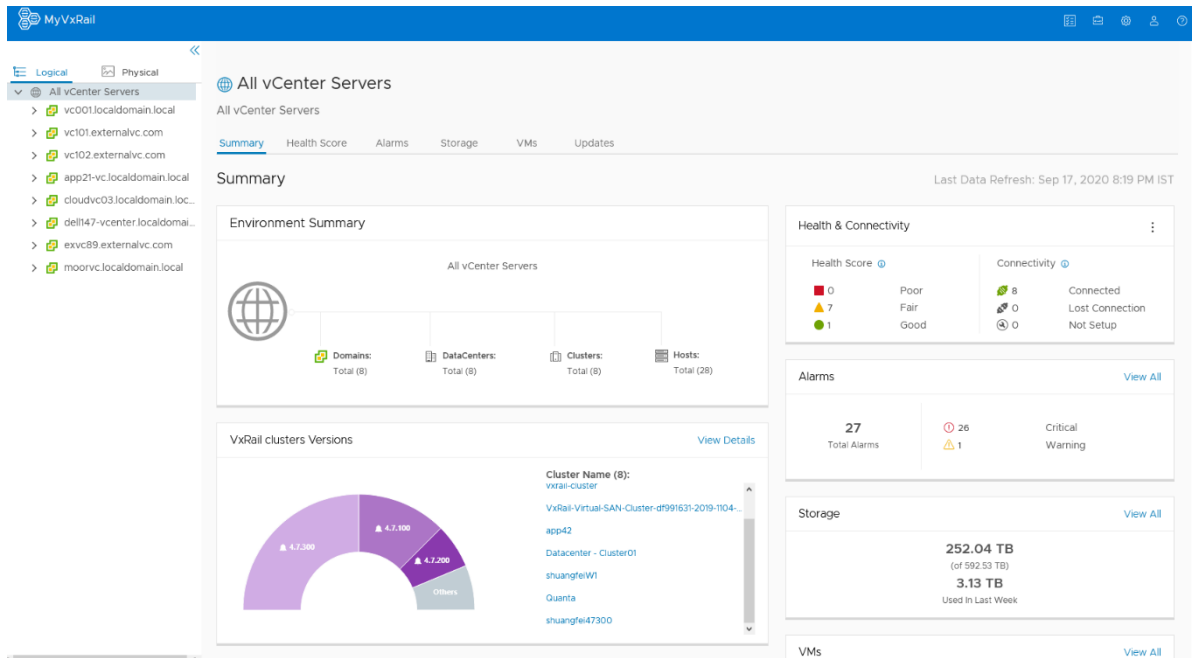 MyVxRail
Logical Physical
All vCenter Servers
vc001.localdomain.local
vc101.externalvc.com
vc102.externalvc.com
app21-vc.localdomain.local
cloudvc03.localdomain.loc...
dell147-vcenter.localdomai...
exvc89.externalvc.com
moorvc.localdomain.local
All vCenter Servers
All vCenter Servers
Summary Health Score Alarms Storage VMs Updates
Summary
Last Data Refresh: Sep 17, 2020 8:19 PM IST
Environment Summary
All vCenter Servers
Domains: DataCenters: Clusters: Hosts:
Total (8) Total (8) Total (8) Total (28)
VxRail clusters Versions View Details
4.7.300
4.7.100
4.7.200
Others
Cluster Name (8):
vxrail-cluster
VxRail-Virtual-SAN-Cluster-df991631-2019-1104-...
app42
Datacenter - Cluster01
shuangfeiW1
Quanta
shuangfei47300
Health & Connectivity
Health Score Connectivity
0 Poor 8 Connected
7 Fair 0 Lost Connection
1 Good 0 Not Setup
Alarms View All
27 26 Critical
Total Alarms 1 Warning
Storage View All
252.04 TB
(of 592.53 TB)
3.13 TB
Used In Last Week
VMs View All